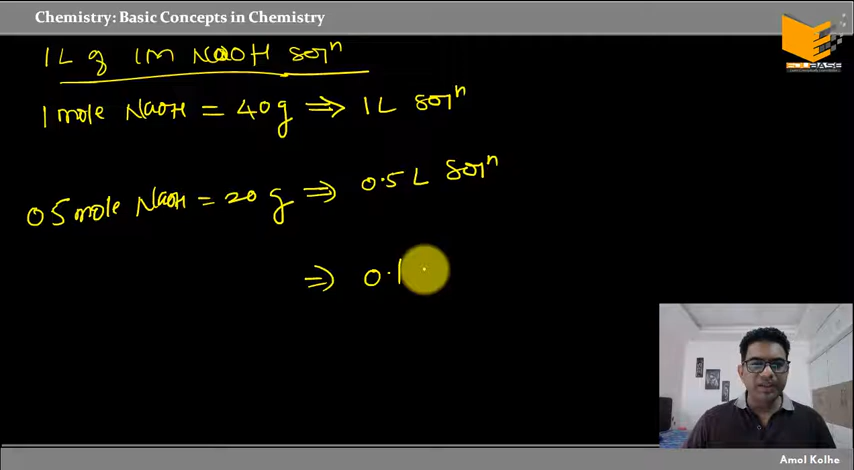 Chemistry: Basic Concepts in Chemistry
EDUBASE
1L of 1M NaOH solⁿ
1 mole NaOH = 40g ⇒ 1L solⁿ
0.5 mole NaOH = 20 g ⇒ 0.5 L solⁿ
⇒ 0.1
Amol Kolhe